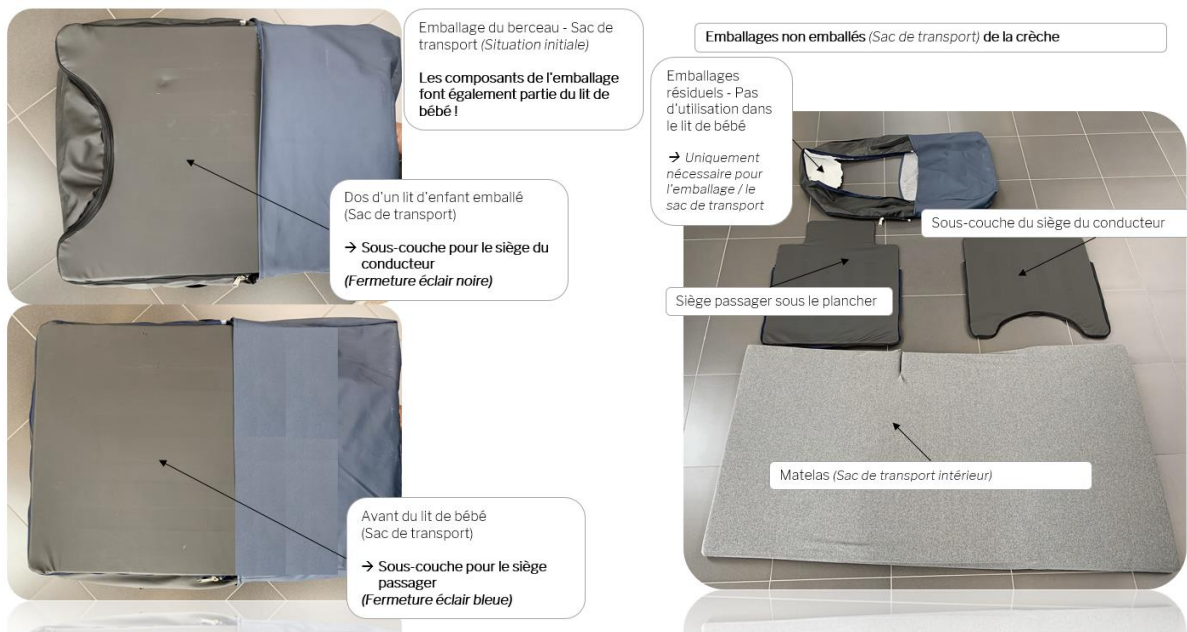 Emballage du berceau - Sac de
transport (Situation initiale)
Les composants de l'emballage
font également partie du lit de
bébé !
Dos d'un lit d'enfant emballé
(Sac de transport)
→ Sous-couche pour le siège du
conducteur
(Fermeture éclair noire)
Avant du lit de bébé
(Sac de transport)
→ Sous-couche pour le siège
passager
(Fermeture éclair bleue)
Emballages non emballés (Sac de transport) de la crèche
Emballages
résiduels - Pas
d'utilisation dans
le lit de bébé
→ Uniquement
nécessaire pour
l'emballage / le
sac de transport
Sous-couche du siège du conducteur
Siège passager sous le plancher
Matelas (Sac de transport intérieur)